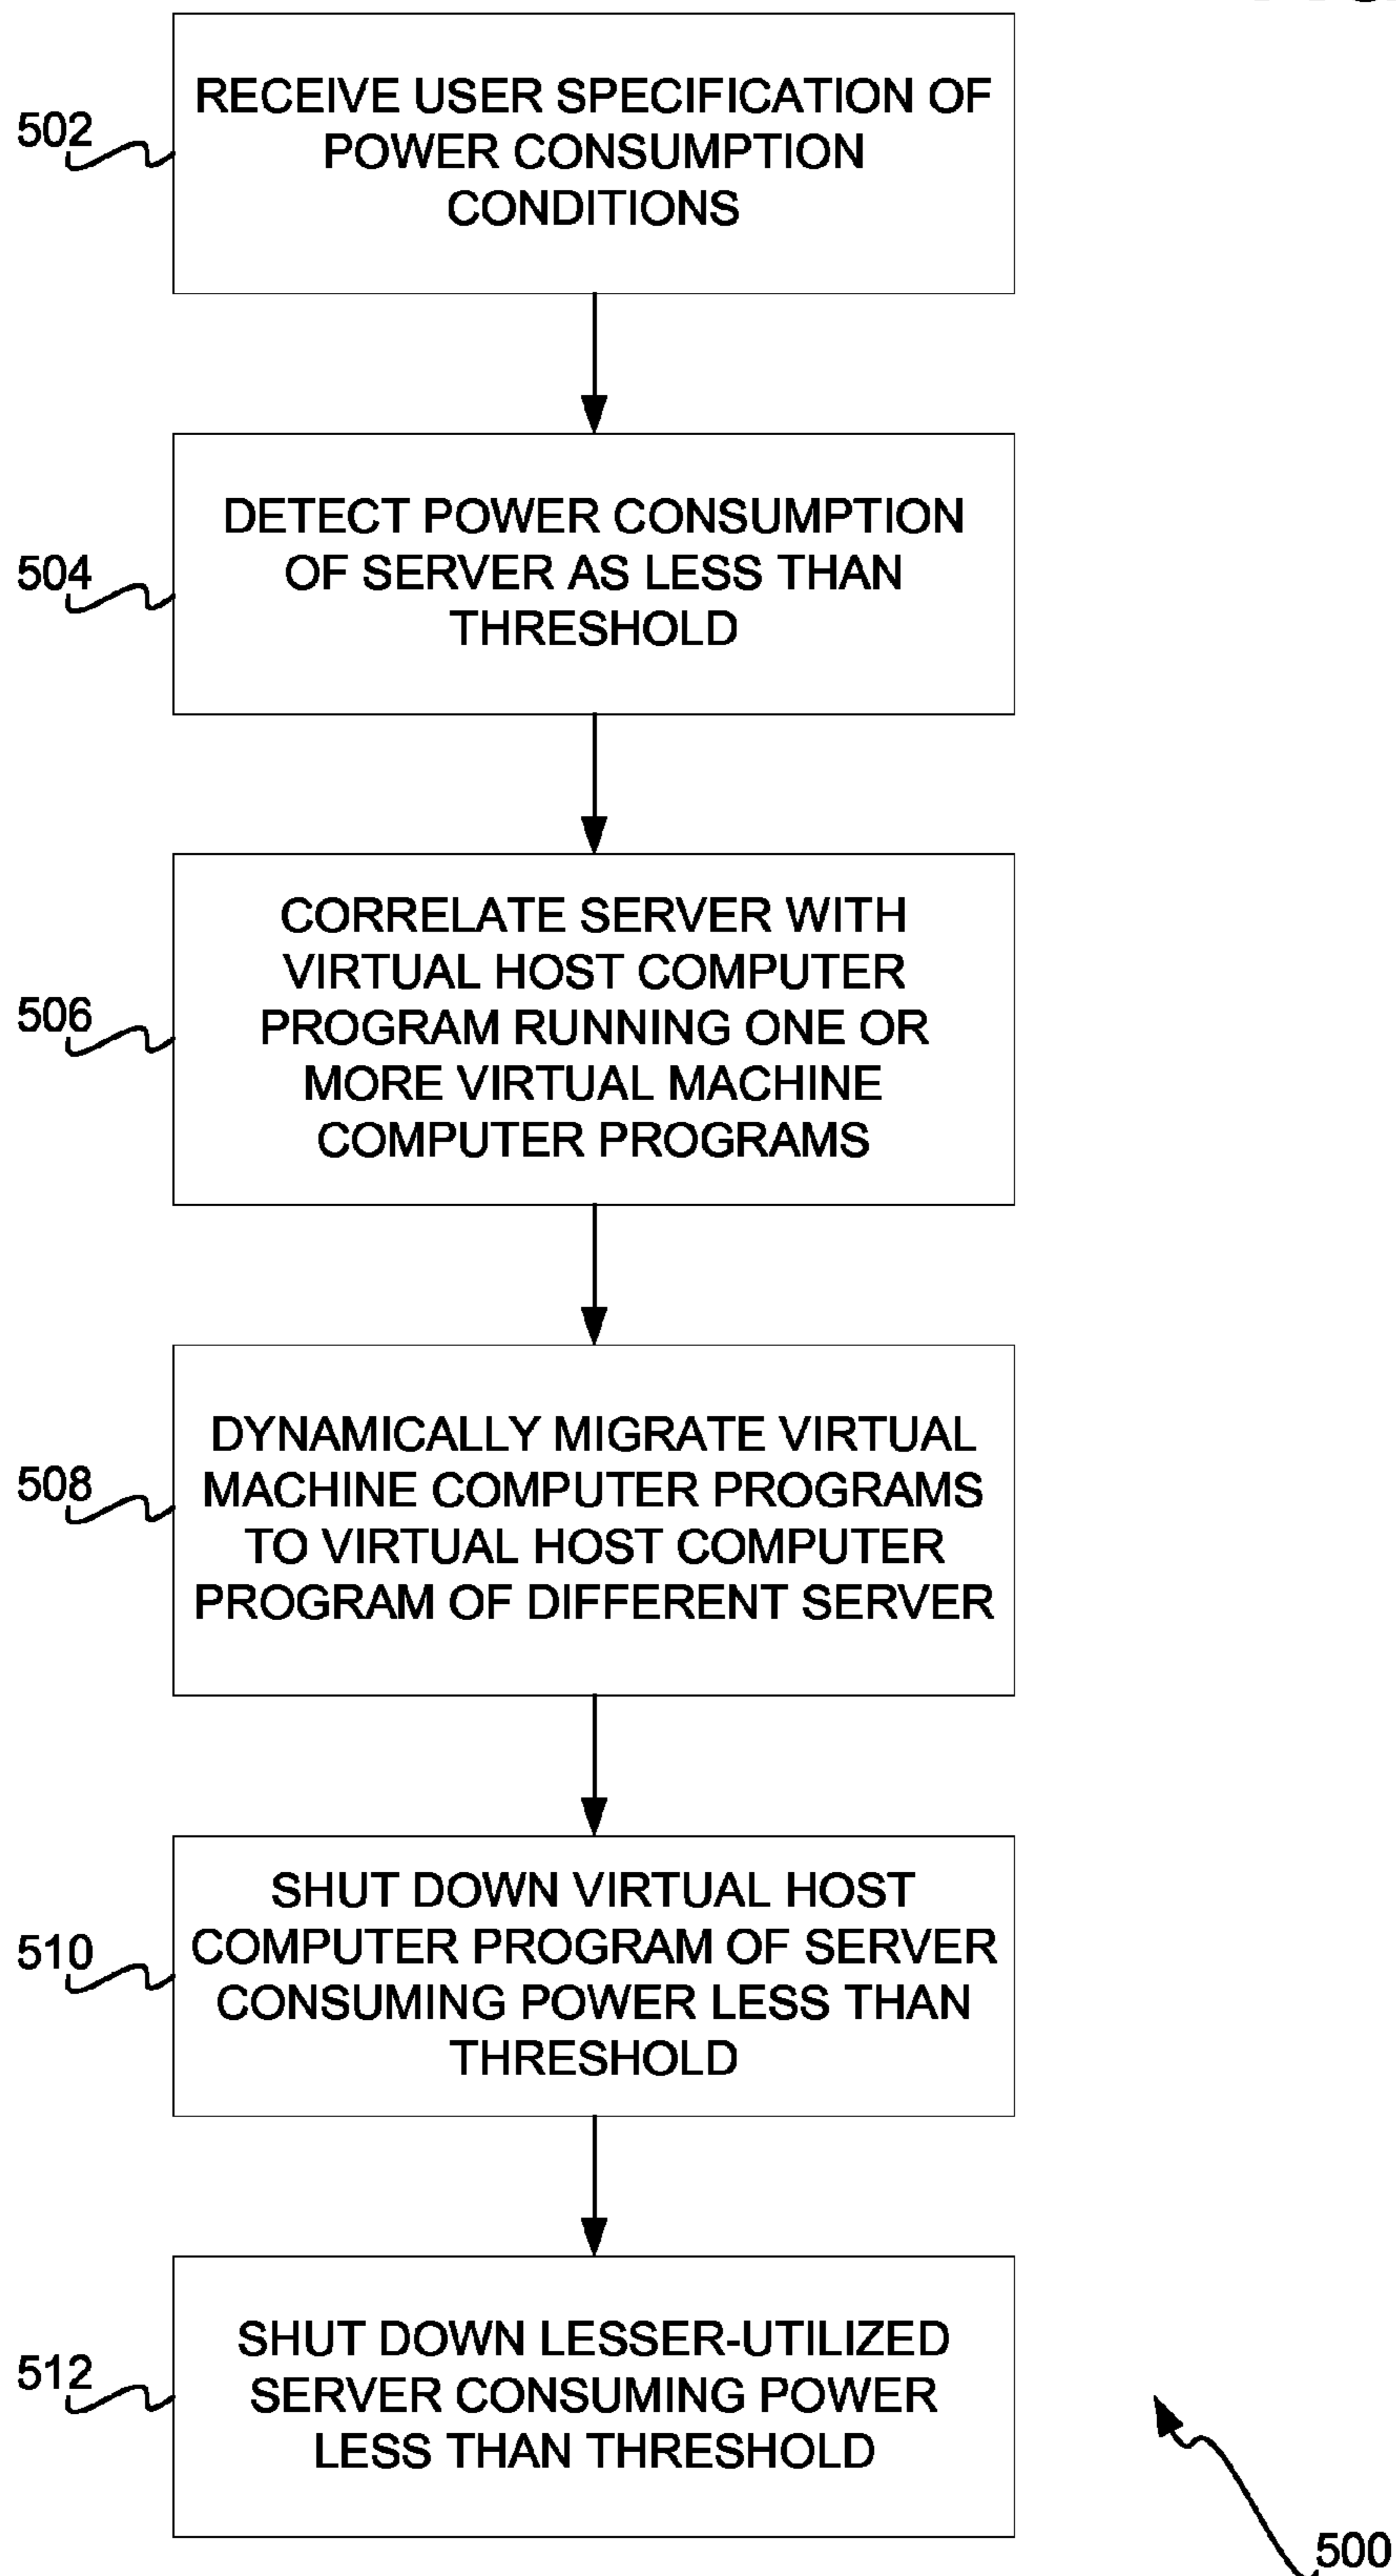 502
RECEIVE USER SPECIFICATION OF
POWER CONSUMPTION
CONDITIONS
504
DETECT POWER CONSUMPTION
OF SERVER AS LESS THAN
THRESHOLD
506
CORRELATE SERVER WITH
VIRTUAL HOST COMPUTER
PROGRAM RUNNING ONE OR
MORE VIRTUAL MACHINE
COMPUTER PROGRAMS
508
DYNAMICALLY MIGRATE VIRTUAL
MACHINE COMPUTER PROGRAMS
TO VIRTUAL HOST COMPUTER
PROGRAM OF DIFFERENT SERVER
510
SHUT DOWN VIRTUAL HOST
COMPUTER PROGRAM OF SERVER
CONSUMING POWER LESS THAN
THRESHOLD
512
SHUT DOWN LESSER-UTILIZED
SERVER CONSUMING POWER
LESS THAN THRESHOLD
500